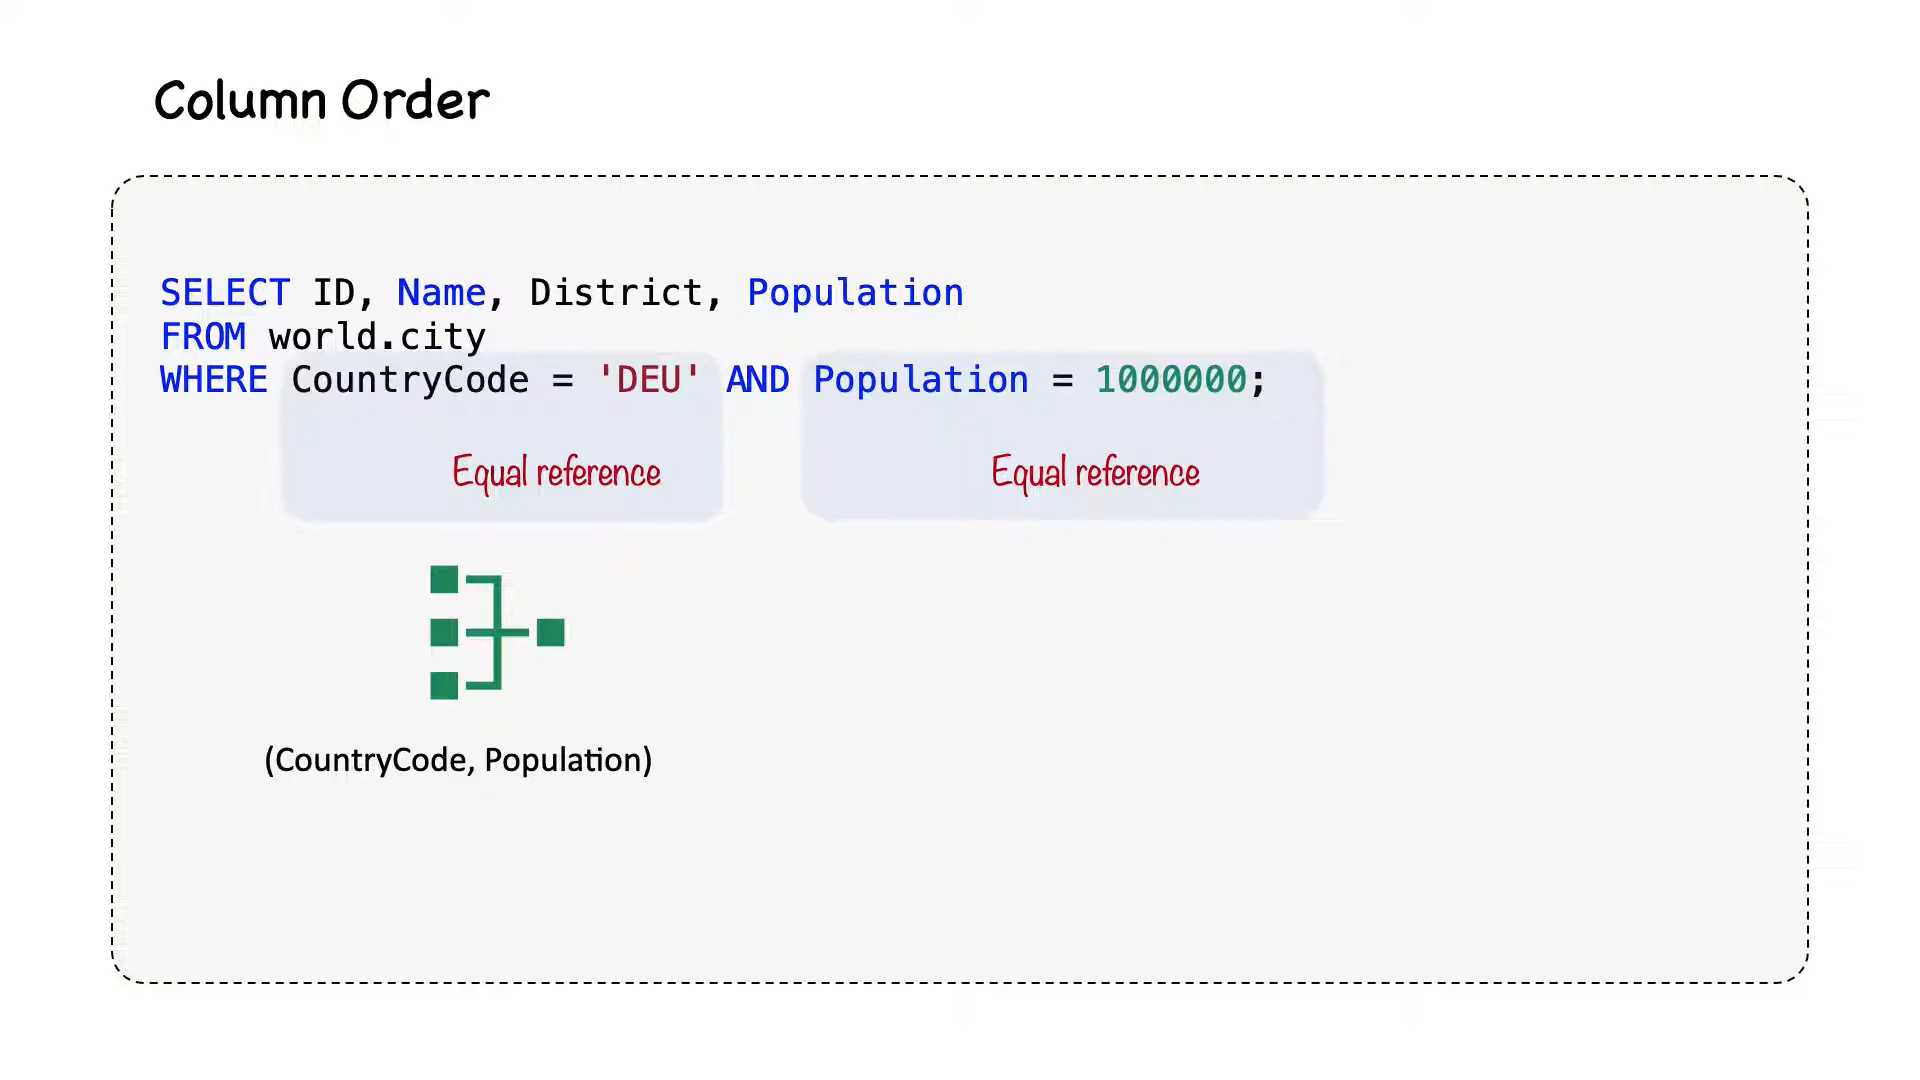 Column Order
SELECT ID, Name, District, Population
FROM world.city
WHERE CountryCode = 'DEU' AND Population = 1000000;
Equal reference
Equal reference
(CountryCode, Population)